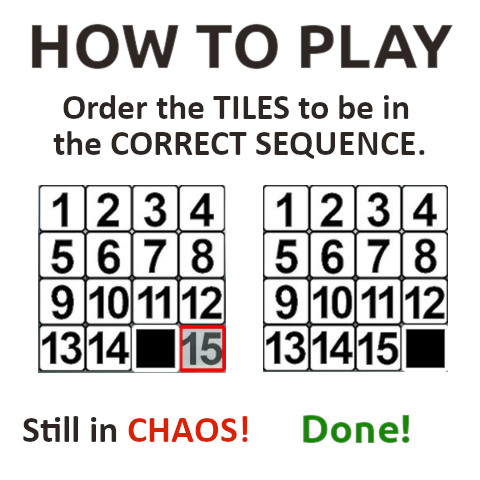 HOW TO PLAY
Order the TILES to be in
the CORRECT SEQUENCE.
1 2 3 4
5 6 7 8
9 10 11 12
13 14 15
1 2 3 4
5 6 7 8
9 10 11 12
13 14 15
Still in CHAOS!
Done!